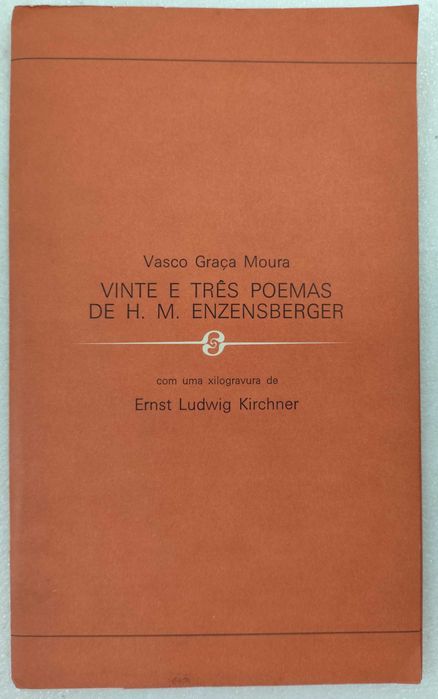 Vasco Graça Moura
VINTE E TRÊS POEMAS
DE H. M. ENZENSBERGER
com uma xilogravura de
Ernst Ludwig Kirchner